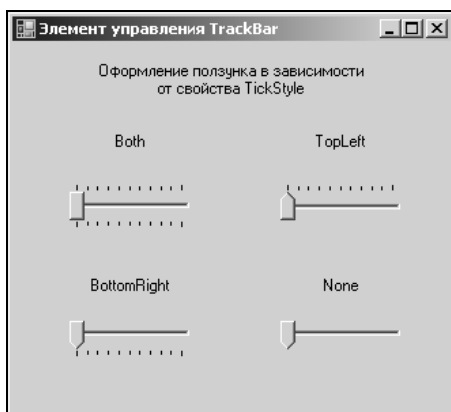 Элемент управления TrackBar
Оформление ползунка в зависимости
от свойства TickStyle
Both
TopLeft
BottomRight
None